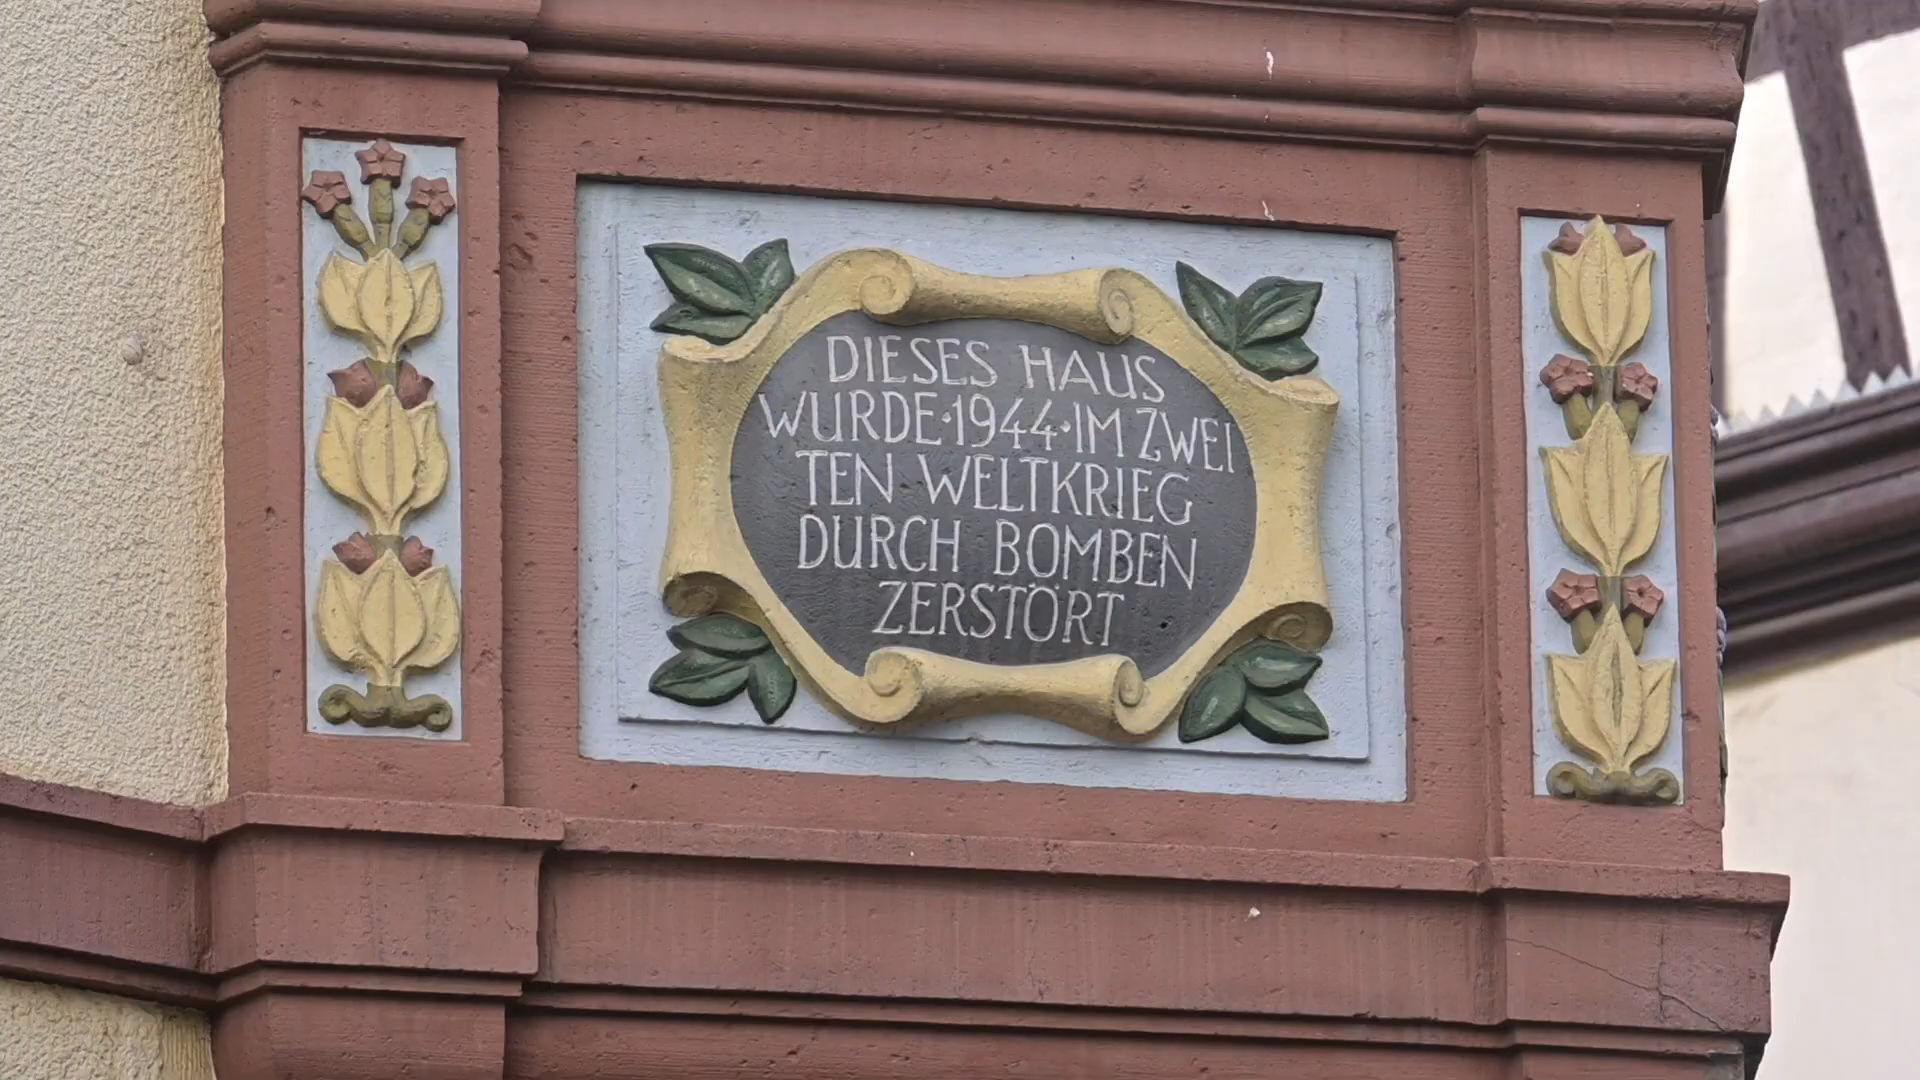 DIESES HAUS
WURDE·1944·IM ZWEI
TEN WELTKRIEG
DURCH BOMBEN
ZERSTÖRT